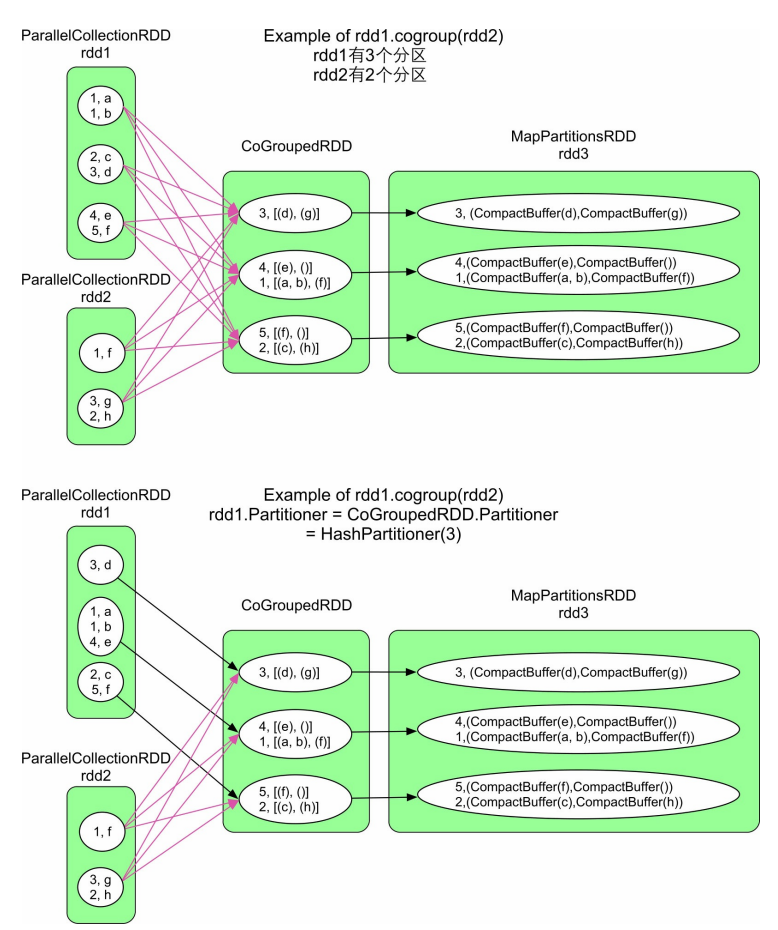 ParallelCollectionRDD
rdd1
Example of rdd1.cogroup(rdd2)
rdd1有3个分区
rdd2有2个分区
1, a
1, b
2, c
3, d
4, e
5, f
ParallelCollectionRDD
rdd2
1, f
3, g
2, h
CoGroupedRDD
3, [(d), (g)]
4, [(e), ()]
1, [(a, b), (f)]
5, [(f), ()]
2, [(c), (h)]
MapPartitionsRDD
rdd3
3, (CompactBuffer(d),CompactBuffer(g))
4,(CompactBuffer(e),CompactBuffer())
1,(CompactBuffer(a, b),CompactBuffer(f))
5,(CompactBuffer(f),CompactBuffer())
2,(CompactBuffer(c),CompactBuffer(h))
ParallelCollectionRDD
rdd1
Example of rdd1.cogroup(rdd2)
rdd1.Partitioner = CoGroupedRDD.Partitioner
= HashPartitioner(3)
3, d
1, a
1, b
4, e
2, c
5, f
ParallelCollectionRDD
rdd2
1, f
3, g
2, h
CoGroupedRDD
3, [(d), (g)]
4, [(e), ()]
1, [(a, b), (f)]
5, [(f), ()]
2, [(c), (h)]
MapPartitionsRDD
rdd3
3, (CompactBuffer(d),CompactBuffer(g))
4,(CompactBuffer(e),CompactBuffer())
1,(CompactBuffer(a, b),CompactBuffer(f))
5,(CompactBuffer(f),CompactBuffer())
2,(CompactBuffer(c),CompactBuffer(h))